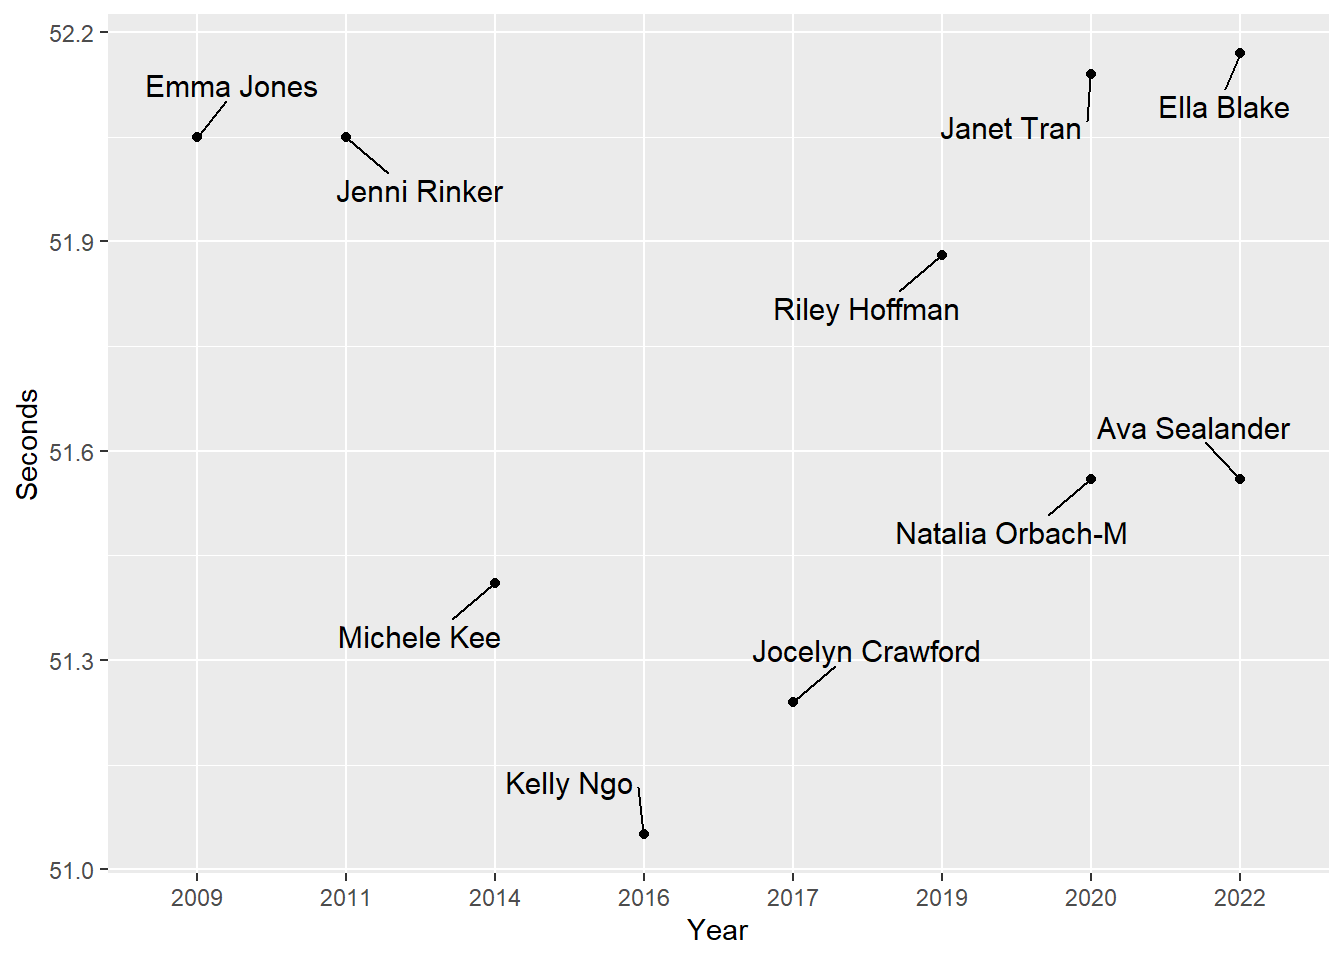 52.2
Emma Jones
Ella Blake
Janet Tran
Jenni Rinker
51.9
Riley Hoffman
Seconds
Ava Sealander
51.6
Natalia Orbach-M
Michele Kee
Jocelyn Crawford
51.3
Kelly Ngo
51.0
2009 2011 2014 2016 2017 2019 2020 2022
Year